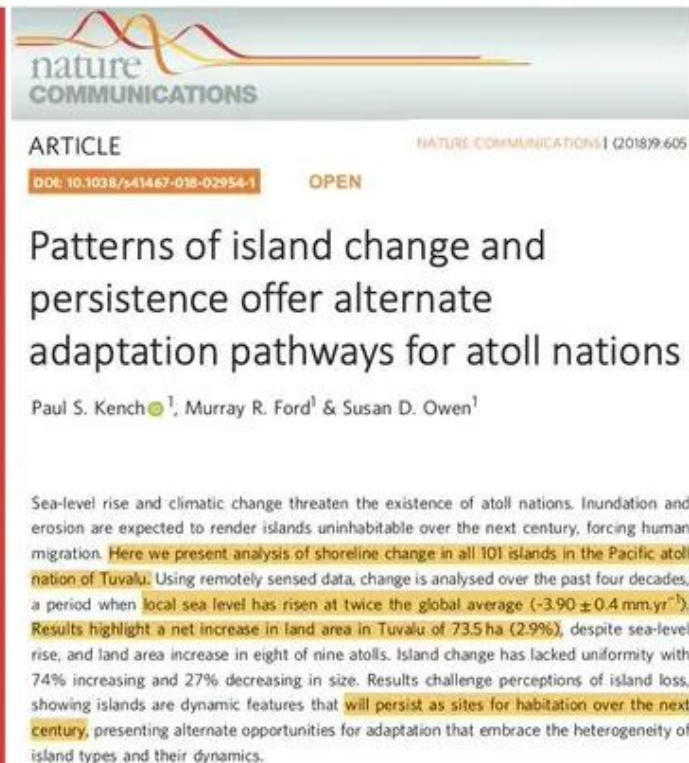 nature
COMMUNICATIONS
ARTICLE
NATURE COMMUNICATIONS| (2018)9:605
DOI: 10.1038/s41467-018-02954-1
OPEN
Patterns of island change and
persistence offer alternate
adaptation pathways for atoll nations
Paul S. Kench 1, Murray R. Ford1 & Susan D. Owen1
Sea-level rise and climatic change threaten the existence of atoll nations. Inundation and
erosion are expected to render islands uninhabitable over the next century, forcing human
migration. Here we present analysis of shoreline change in all 101 islands in the Pacific atoll
nation of Tuvalu. Using remotely sensed data, change is analysed over the past four decades,
a period when local sea level has risen at twice the global average (~3.90 ± 0.4 mm.yr−1).
Results highlight a net increase in land area in Tuvalu of 73.5 ha (2.9%), despite sea-level
rise, and land area increase in eight of nine atolls. Island change has lacked uniformity with
74% increasing and 27% decreasing in size. Results challenge perceptions of island loss,
showing islands are dynamic features that will persist as sites for habitation over the next
century, presenting alternate opportunities for adaptation that embrace the heterogeneity of
island types and their dynamics.